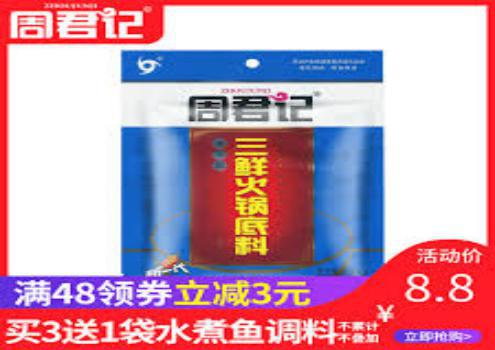 ZHOUJUNJI
周君记
ZHOUJUNJI
周君记
三鲜火锅底料
新一代
满48领券立减3元
买3送1袋水煮鱼调料
不累计
不叠加
活动价
¥8.8
立即抢购>